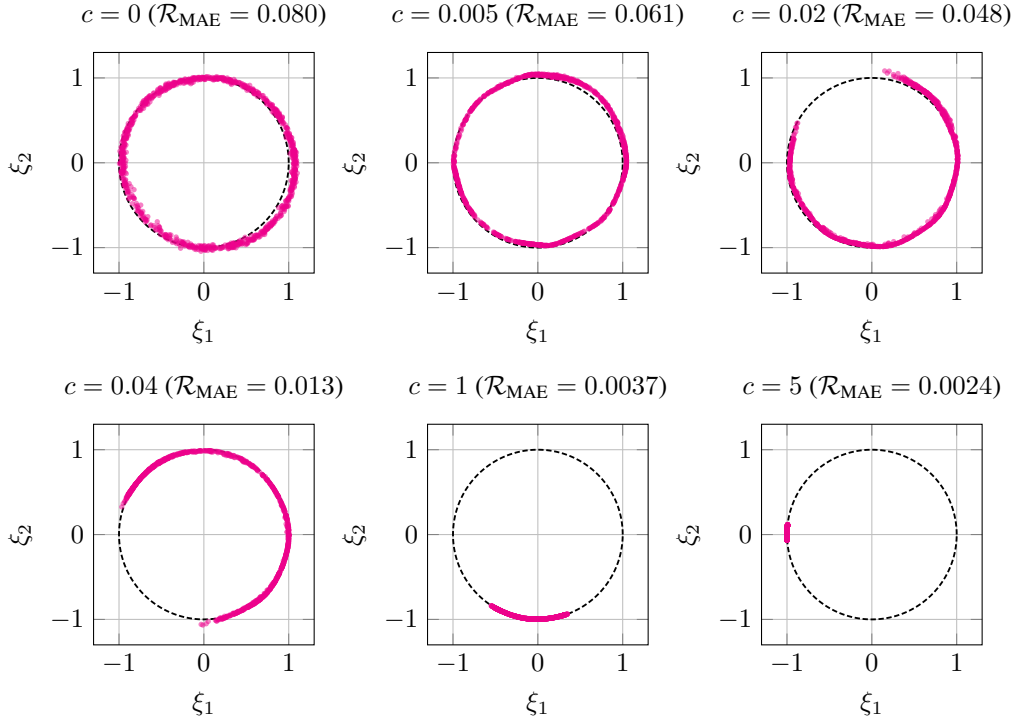 c = 0 (R_MAE = 0.080)
c = 0.005 (R_MAE = 0.061)
c = 0.02 (R_MAE = 0.048)
1
0
−1
ξ2
−1 0 1
ξ1
1
0
−1
ξ2
−1 0 1
ξ1
1
0
−1
ξ2
−1 0 1
ξ1
c = 0.04 (R_MAE = 0.013)
c = 1 (R_MAE = 0.0037)
c = 5 (R_MAE = 0.0024)
1
0
−1
ξ2
−1 0 1
ξ1
1
0
−1
ξ2
−1 0 1
ξ1
1
0
−1
ξ2
−1 0 1
ξ1